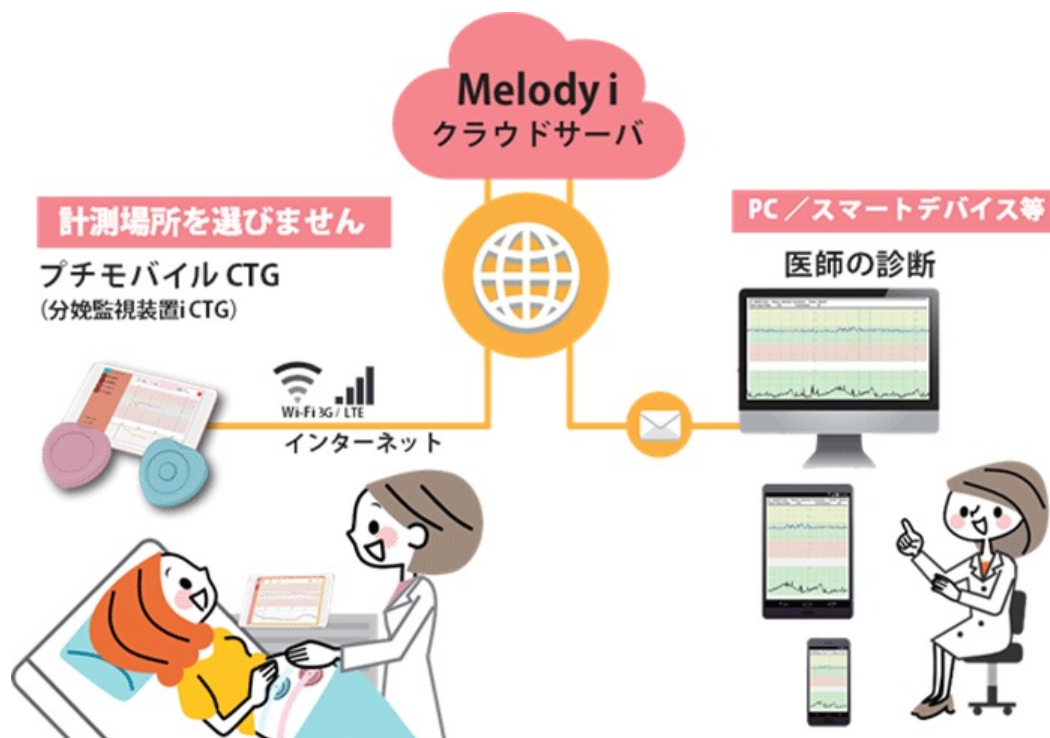 Melody i
クラウドサーバ
計測場所を選びません
プチモバイル CTG
(分娩監視装置i CTG)
Wi-Fi 3G / LTE
インターネット
PC ／スマートデバイス等
医師の診断